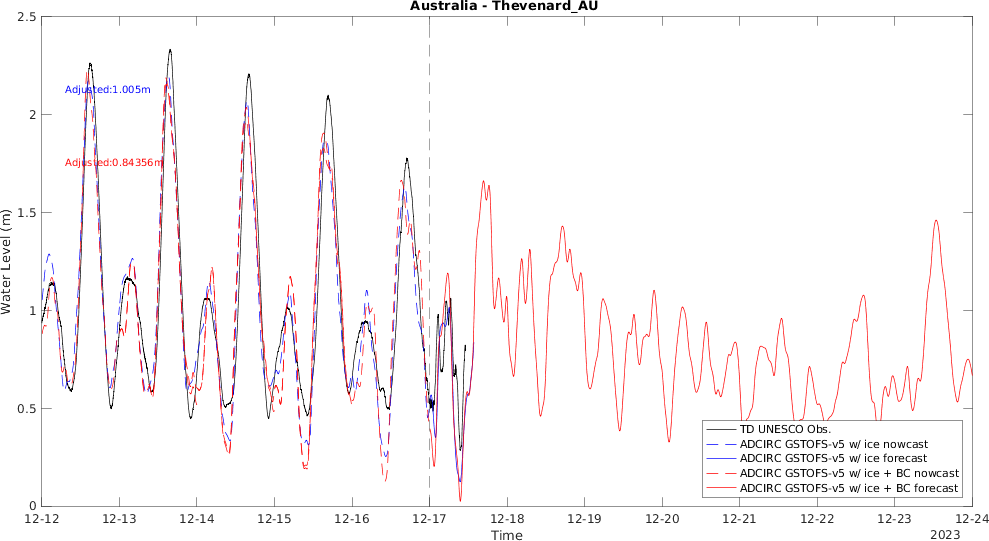 Australia - Thevenard_AU
2.5
2
1.5
1
0.5
0
Water Level (m)
Adjusted:1.005m
Adjusted:0.84356m
TD UNESCO Obs.
ADCIRC GSTOFS-v5 w/ ice nowcast
ADCIRC GSTOFS-v5 w/ ice forecast
ADCIRC GSTOFS-v5 w/ ice + BC nowcast
ADCIRC GSTOFS-v5 w/ ice + BC forecast
12-12 12-13 12-14 12-15 12-16 12-17 12-18 12-19 12-20 12-21 12-22 12-23 12-24
Time
2023